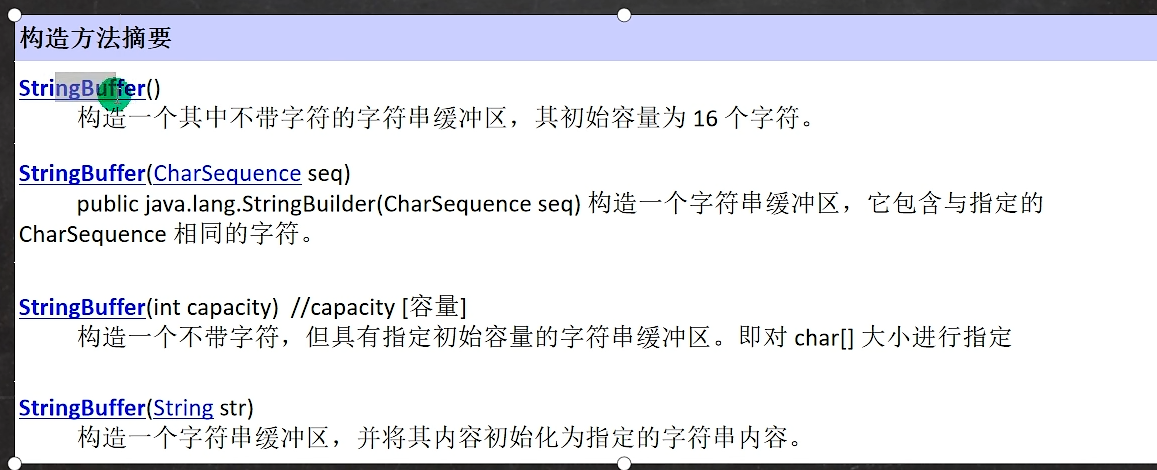 构造方法摘要
StringBuffer()
构造一个其中不带字符的字符串缓冲区，其初始容量为 16 个字符。
StringBuffer(CharSequence seq)
public java.lang.StringBuilder(CharSequence seq) 构造一个字符串缓冲区，它包含与指定的
CharSequence 相同的字符。
StringBuffer(int capacity) //capacity [容量]
构造一个不带字符，但具有指定初始容量的字符串缓冲区。即对 char[] 大小进行指定
StringBuffer(String str)
构造一个字符串缓冲区，并将其内容初始化为指定的字符串内容。